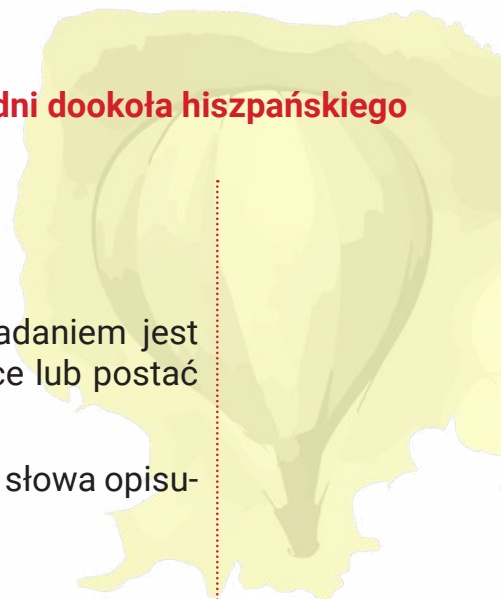 dni dookoła hiszpańskiego
adaniem jest
ce lub postać
słowa opisu-